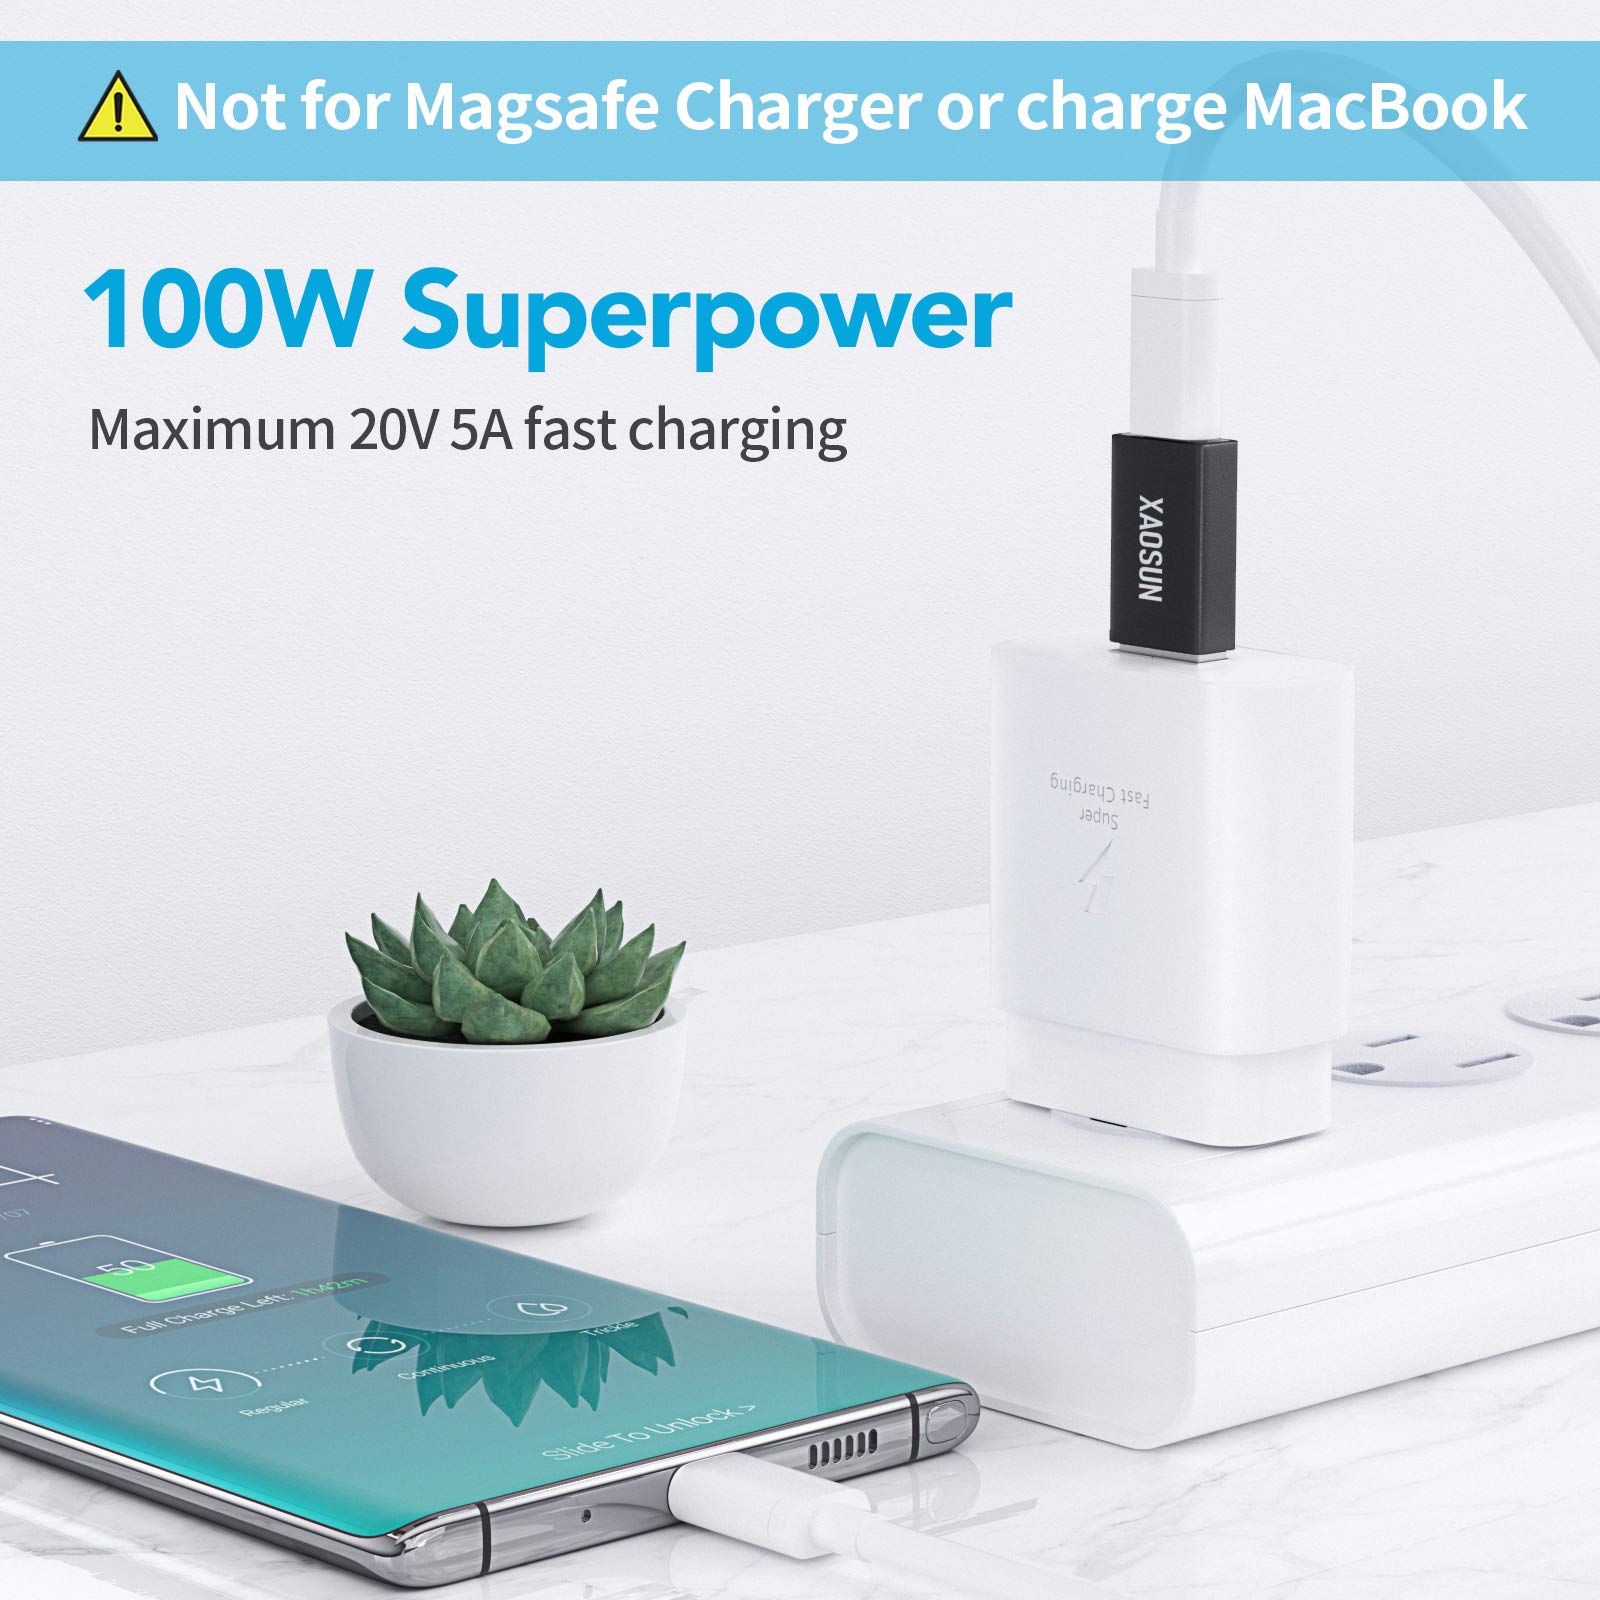 Not for Magsafe Charger or charge MacBook
100W Superpower
Maximum 20V 5A fast charging
XAOSUN
Super
Fast Charging
50
Full Charge Left: 1h42m
Regular
Continuous
Trickle
Slide To Unlock >